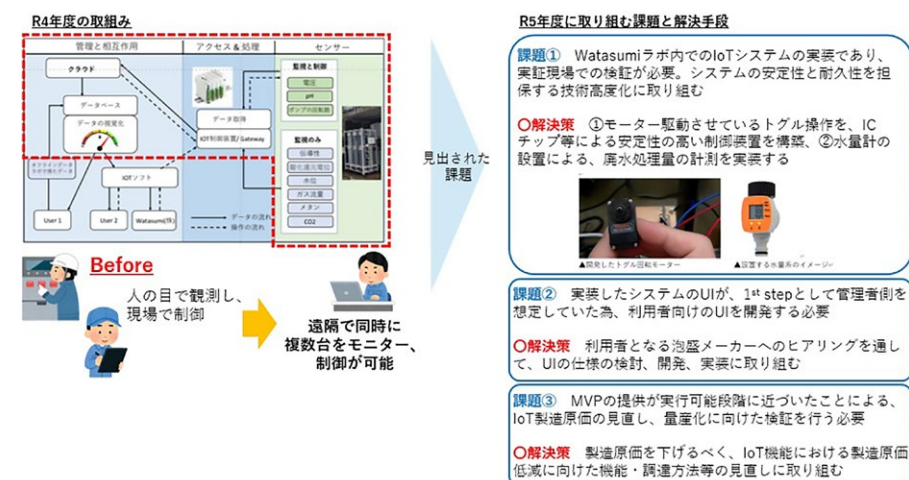 R4年度の取組み
管理と相互作用
アクセス&処理
センサー
クラウド
データベース
データの視覚化
IOTソフト
User 1
User 2
Watasumi(株)
データ取得
IOT制御装置/Gateway
データの流れ
操作の流れ
監視と制御
電圧
pH
ポンプの回転数
監視のみ
伝導性
酸化還元電位
水位
ガス流量
メタン
CO2
Before
人の目で観測し、
現場で制御
遠隔で同時に
複数台をモニター、
制御が可能
見出された
課題
R5年度に取り組む課題と解決手段
課題① Watasumiラボ内でのIoTシステムの実装であり、
実証現場での検証が必要。システムの安定性と耐久性を担
保する技術高度化に取り組む
〇解決策 ①モーター駆動させているトグル操作を、IC
チップ等による安定性の高い制御装置を構築、②水量計の
設置による、廃水処理量の計測を実装する
▲開発したトグル回転モーター
▲設置する水量系のイメージ
課題② 実装したシステムのUIが、1st stepとして管理者側を
想定していた為、利用者向けのUIを開発する必要
〇解決策 利用者となる泡盛メーカーへのヒアリングを通し
て、UIの仕様の検討、開発、実装に取り組む
課題③ MVPの提供が実行可能段階に近づいたことによる、
IoT製造原価の見直し、量産化に向けた検証を行う必要
〇解決策 製造原価を下げるべく、IoT機能における製造原価
低減に向けた機能・調達方法等の見直しに取り組む